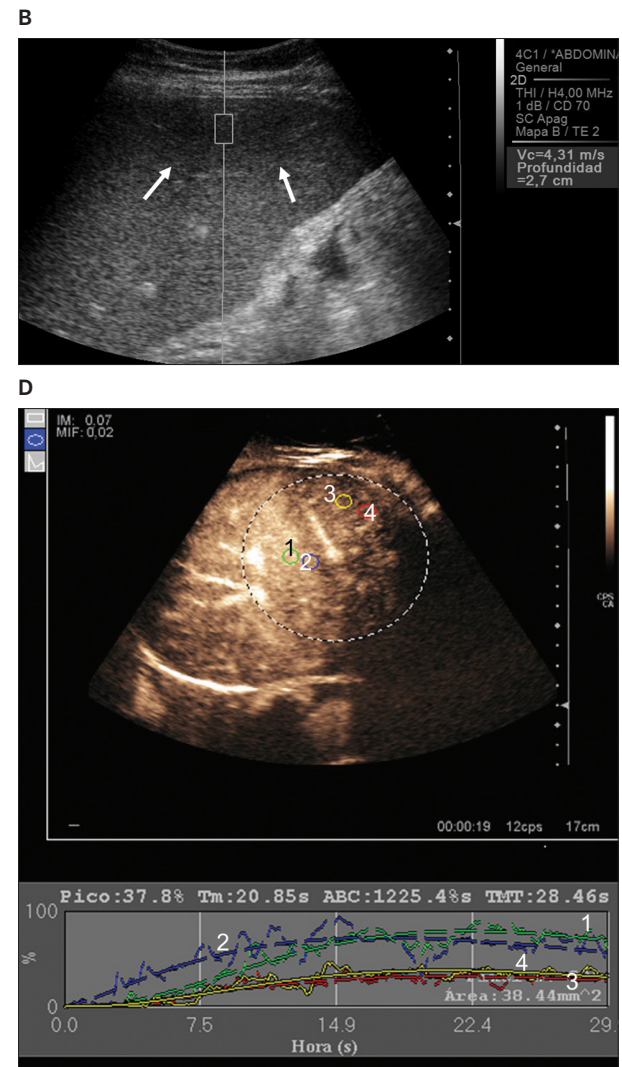 B
4C1 / *ABDOMINA
General
2D
THI / H4,00 MHz
1 dB / CD 70
SC Apag
Mapa B / TE 2
Vc=4,31 m/s
Profundidad
=2,7 cm
D
IM: 0,07
MIF: 0,02
3
4
1
2
CPS
CA
00:00:19 12cps 17cm
Pico:37.8% Tm:20.85s ABC:1225.4%s TMT:28.46s
100
%
0
2
1
4
3
Área:38.44mm^2
0.0 7.5 14.9 22.4 29.
Hora (s)